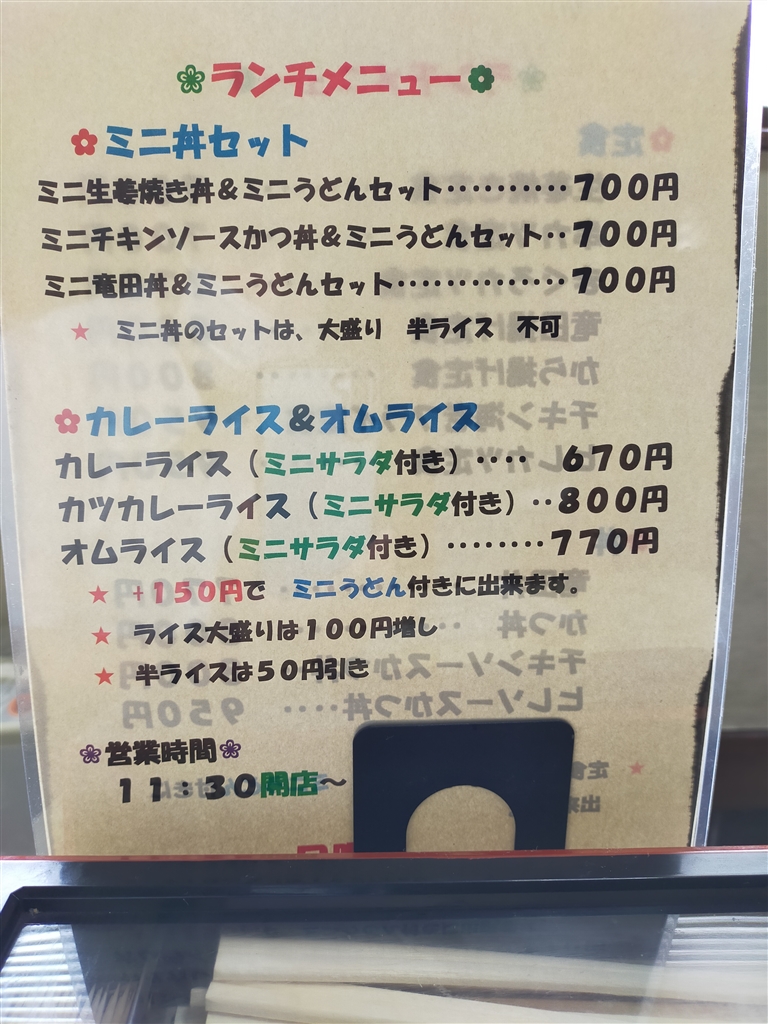 ランチメニュー
ミニ丼セット
ミニ生姜焼き丼&ミニうどんセット・・・・・・・・・・700円
ミニチキンソースかつ丼&ミニうどんセット・・700円
ミニ竜田丼&ミニうどんセット・・・・・・・・・・・・・・700円
★ ミニ丼のセットは、大盛り 半ライス 不可
カレーライス&オムライス
カレーライス(ミニサラダ付き)・・・・ 670円
カツカレーライス(ミニサラダ付き)・・800円
オムライス(ミニサラダ付き)・・・・・・・・770円
★ +150円で ミニうどん付きに出来ます。
★ ライス大盛りは100円増し
★ 半ライスは50円引き
営業時間
11:30開店〜